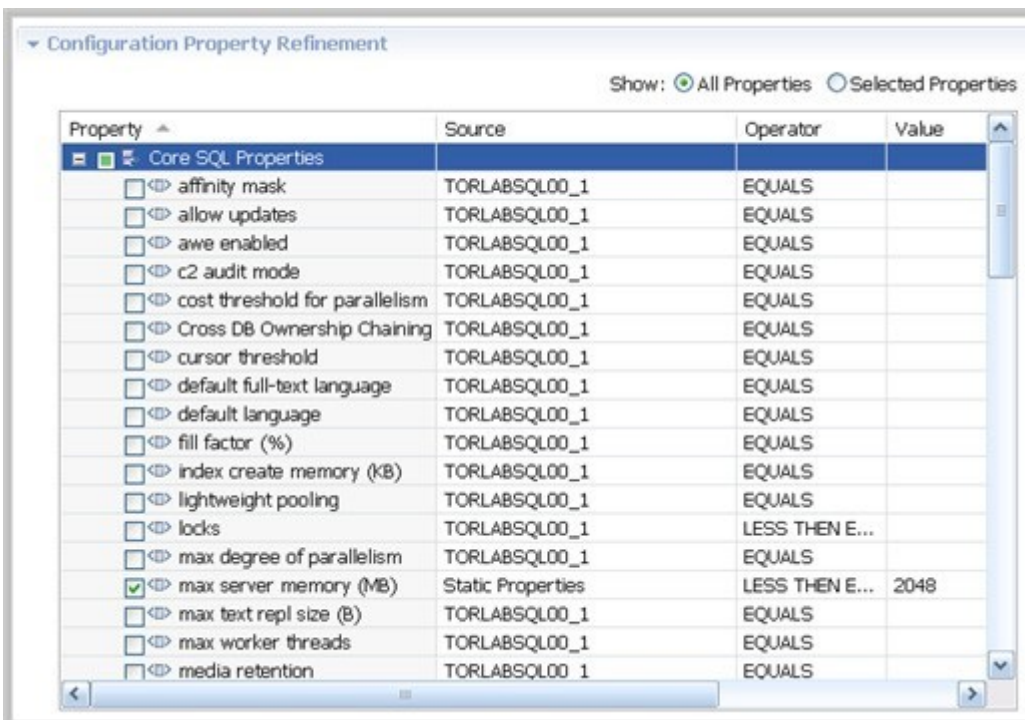 Configuration Property Refinement
Show: All Properties Selected Properties
Property Source Operator Value
Core SQL Properties
affinity mask TORLABSQL00_1 EQUALS
allow updates TORLABSQL00_1 EQUALS
awe enabled TORLABSQL00_1 EQUALS
c2 audit mode TORLABSQL00_1 EQUALS
cost threshold for parallelism TORLABSQL00_1 EQUALS
Cross DB Ownership Chaining TORLABSQL00_1 EQUALS
cursor threshold TORLABSQL00_1 EQUALS
default full-text language TORLABSQL00_1 EQUALS
default language TORLABSQL00_1 EQUALS
fill factor (%) TORLABSQL00_1 EQUALS
index create memory (KB) TORLABSQL00_1 EQUALS
lightweight pooling TORLABSQL00_1 EQUALS
locks TORLABSQL00_1 LESS THEN E...
max degree of parallelism TORLABSQL00_1 EQUALS
max server memory (MB) Static Properties LESS THEN E... 2048
max text repl size (B) TORLABSQL00_1 EQUALS
max worker threads TORLABSQL00_1 EQUALS
media retention TORLABSQL00_1 EQUALS